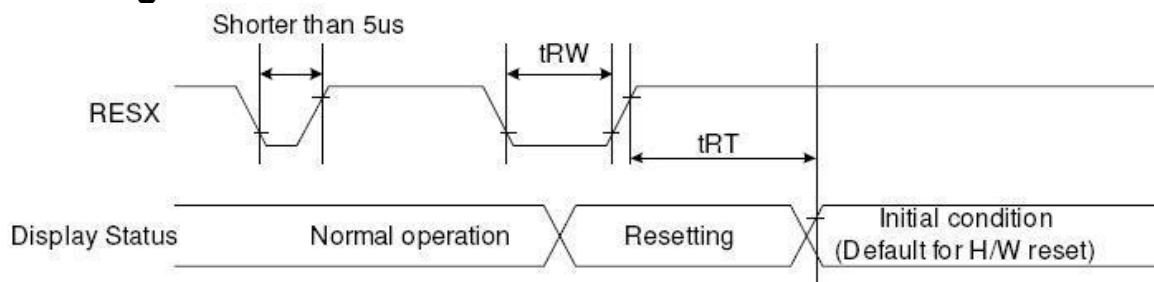 Shorter than 5us
tRW
RESX
tRT
Display Status
Normal operation
Resetting
Initial condition
(Default for H/W reset)